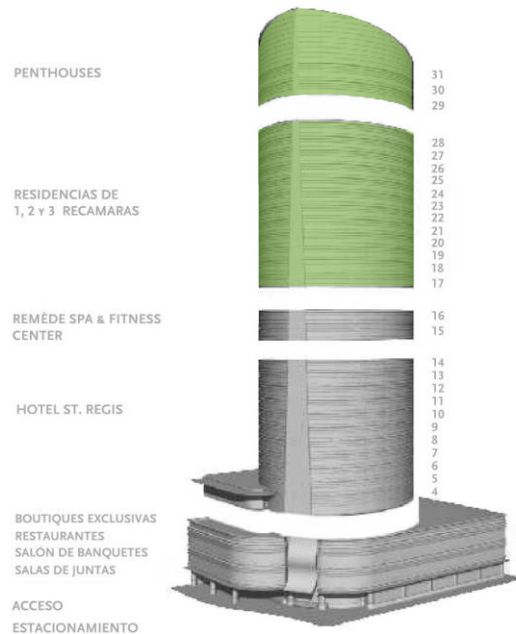 PENTHOUSES
31
30
29
RESIDENCIAS DE
1, 2 Y 3 RECAMARAS
28
27
26
25
24
23
22
21
20
19
18
17
REMÈDE SPA & FITNESS
CENTER
16
15
HOTEL ST. REGIS
14
13
12
11
10
9
8
7
6
5
4
BOUTIQUES EXCLUSIVAS
RESTAURANTES
SALÓN DE BANQUETES
SALAS DE JUNTAS
ACCESO
ESTACIONAMIENTO